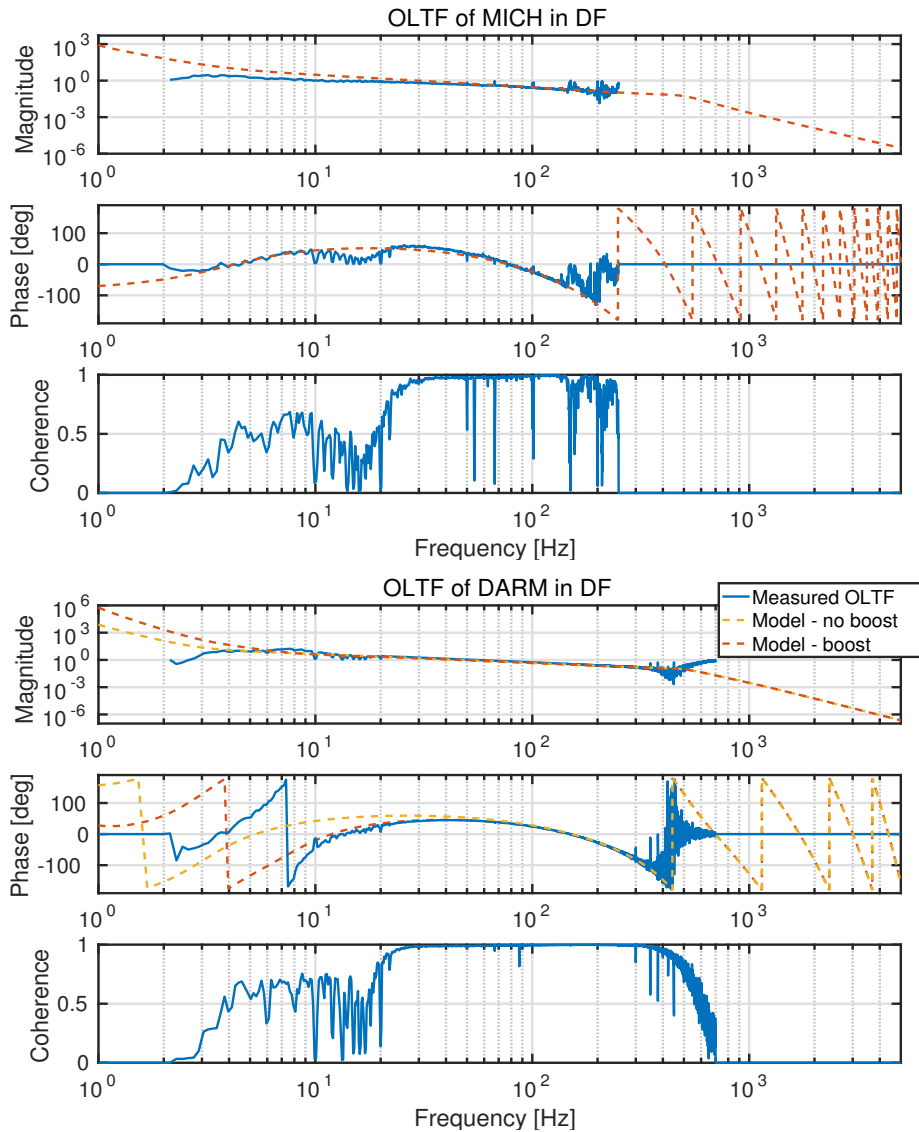 OLTF of MICH in DF
Magnitude
10^3
10^0
10^-3
10^-6
10^0 10^1 10^2 10^3
Phase [deg]
100
0
-100
10^0 10^1 10^2 10^3
Coherence
1
0.5
0
10^0 10^1 10^2 10^3
Frequency [Hz]
OLTF of DARM in DF
Measured OLTF
Model - no boost
Model - boost
Magnitude
10^6
10^3
10^0
10^-3
10^-6
10^0 10^1 10^2 10^3
Phase [deg]
100
0
-100
10^0 10^1 10^2 10^3
Coherence
1
0.5
0
10^0 10^1 10^2 10^3
Frequency [Hz]